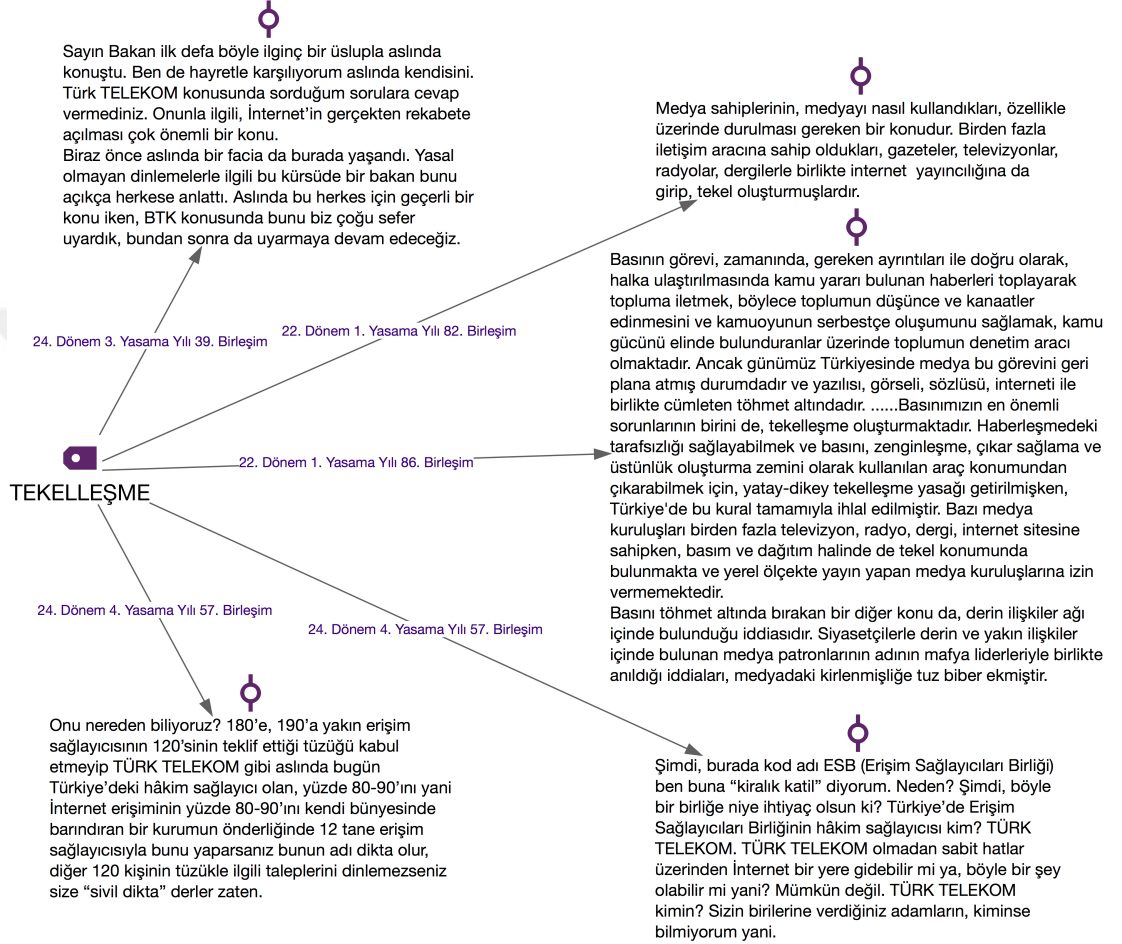 Sayın Bakan ilk defa böyle ilginç bir üslupla aslında
konuştu. Ben de hayretle karşılıyorum aslında kendisini.
Türk TELEKOM konusunda sorduğum sorulara cevap
vermediniz. Onunla ilgili, İnternet’in gerçekten rekabete
açılması çok önemli bir konu.
Biraz önce aslında bir facia da burada yaşandı. Yasal
olmayan dinlemelerle ilgili bu kürsüde bir bakan bunu
açıkça herkese anlattı. Aslında bu herkes için geçerli bir
konu iken, BTK konusunda bunu biz çoğu sefer
uyardık, bundan sonra da uyarmaya devam edeceğiz.
Medya sahiplerinin, medyayı nasıl kullandıkları, özellikle
üzerinde durulması gereken bir konudur. Birden fazla
iletişim aracına sahip oldukları, gazeteler, televizyonlar,
radyolar, dergilerle birlikte internet yayıncılığına da
girip, tekel oluşturmuşlardır.
Basının görevi, zamanında, gereken ayrıntıları ile doğru olarak,
halka ulaştırılmasında kamu yararı bulunan haberleri toplayarak
topluma iletmek, böylece toplumun düşünce ve kanaatler
edinmesini ve kamuoyunun serbestçe oluşumunu sağlamak, kamu
gücünü elinde bulunduranlar üzerinde toplumun denetim aracı
olmaktadır. Ancak günümüz Türkiyesinde medya bu görevini geri
plana atmış durumdadır ve yazılısı, görseli, sözlüsü, interneti ile
birlikte cümleten töhmet altındadır. ......Basınımızın en önemli
sorunlarının birini de, tekelleşme oluşturmaktadır. Haberleşmedeki
tarafsızlığı sağlayabilmek ve basını, zenginleşme, çıkar sağlama ve
üstünlük oluşturma zemini olarak kullanılan araç konumundan
çıkarabilmek için, yatay-dikey tekelleşme yasağı getirilmişken,
Türkiye'de bu kural tamamıyla ihlal edilmiştir. Bazı medya
kuruluşları birden fazla televizyon, radyo, dergi, internet sitesine
sahipken, basım ve dağıtım halinde de tekel konumunda
bulunmakta ve yerel ölçekte yayın yapan medya kuruluşlarına izin
vermemektedir.
Basını töhmet altında bırakan bir diğer konu da, derin ilişkiler ağı
içinde bulunduğu iddiasıdır. Siyasetçilerle derin ve yakın ilişkiler
içinde bulunan medya patronlarının adının mafya liderleriyle birlikte
anıldığı iddiaları, medyadaki kirlenmişliğe tuz biber ekmiştir.
24. Dönem 3. Yasama Yılı 39. Birleşim
22. Dönem 1. Yasama Yılı 82. Birleşim
22. Dönem 1. Yasama Yılı 86. Birleşim
TEKELLEŞME
24. Dönem 4. Yasama Yılı 57. Birleşim
24. Dönem 4. Yasama Yılı 57. Birleşim
Onu nereden biliyoruz? 180’e, 190’a yakın erişim
sağlayıcısının 120’sinin teklif ettiği tüzüğü kabul
etmeyip TÜRK TELEKOM gibi aslında bugün
Türkiye’deki hâkim sağlayıcı olan, yüzde 80-90’ını yani
İnternet erişiminin yüzde 80-90’ını kendi bünyesinde
barındıran bir kurumun önderliğinde 12 tane erişim
sağlayıcısıyla bunu yaparsanız bunun adı dikta olur,
diğer 120 kişinin tüzükle ilgili taleplerini dinlemezseniz
size “sivil dikta” derler zaten.
Şimdi, burada kod adı ESB (Erişim Sağlayıcıları Birliği)
ben buna “kiralık katil” diyorum. Neden? Şimdi, böyle
bir birliğe niye ihtiyaç olsun ki? Türkiye’de Erişim
Sağlayıcıları Birliğinin hâkim sağlayıcısı kim? TÜRK
TELEKOM. TÜRK TELEKOM olmadan sabit hatlar
üzerinden İnternet bir yere gidebilir mi ya, böyle bir şey
olabilir mi yani? Mümkün değil. TÜRK TELEKOM
kimin? Sizin birilerine verdiğiniz adamların, kiminse
bilmiyorum yani.